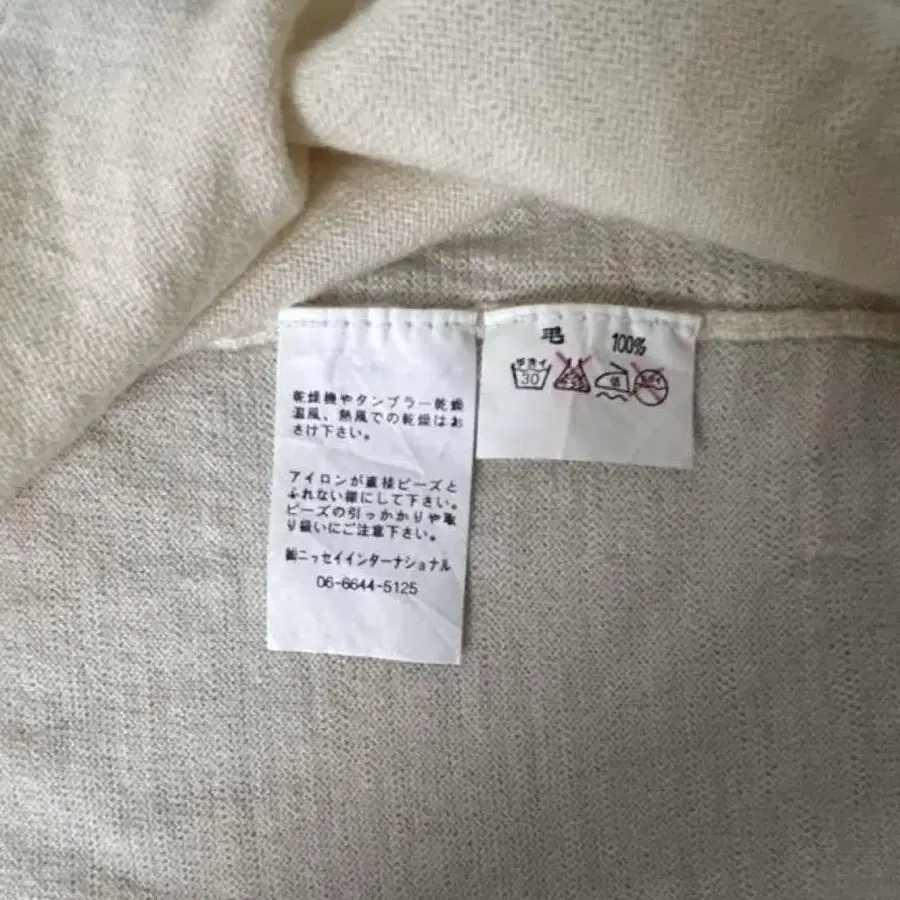 乾燥機やタンブラー乾燥
温風、熱風での乾燥はお
さけ下さい。
アイロンが直接ビーズと
ふれない様にして下さい。
ビーズの引っかかりや取
り扱いにご注意下さい。
㈱ニッセイインターナショナル
06-6644-5125
毛 100%
手洗イ
30